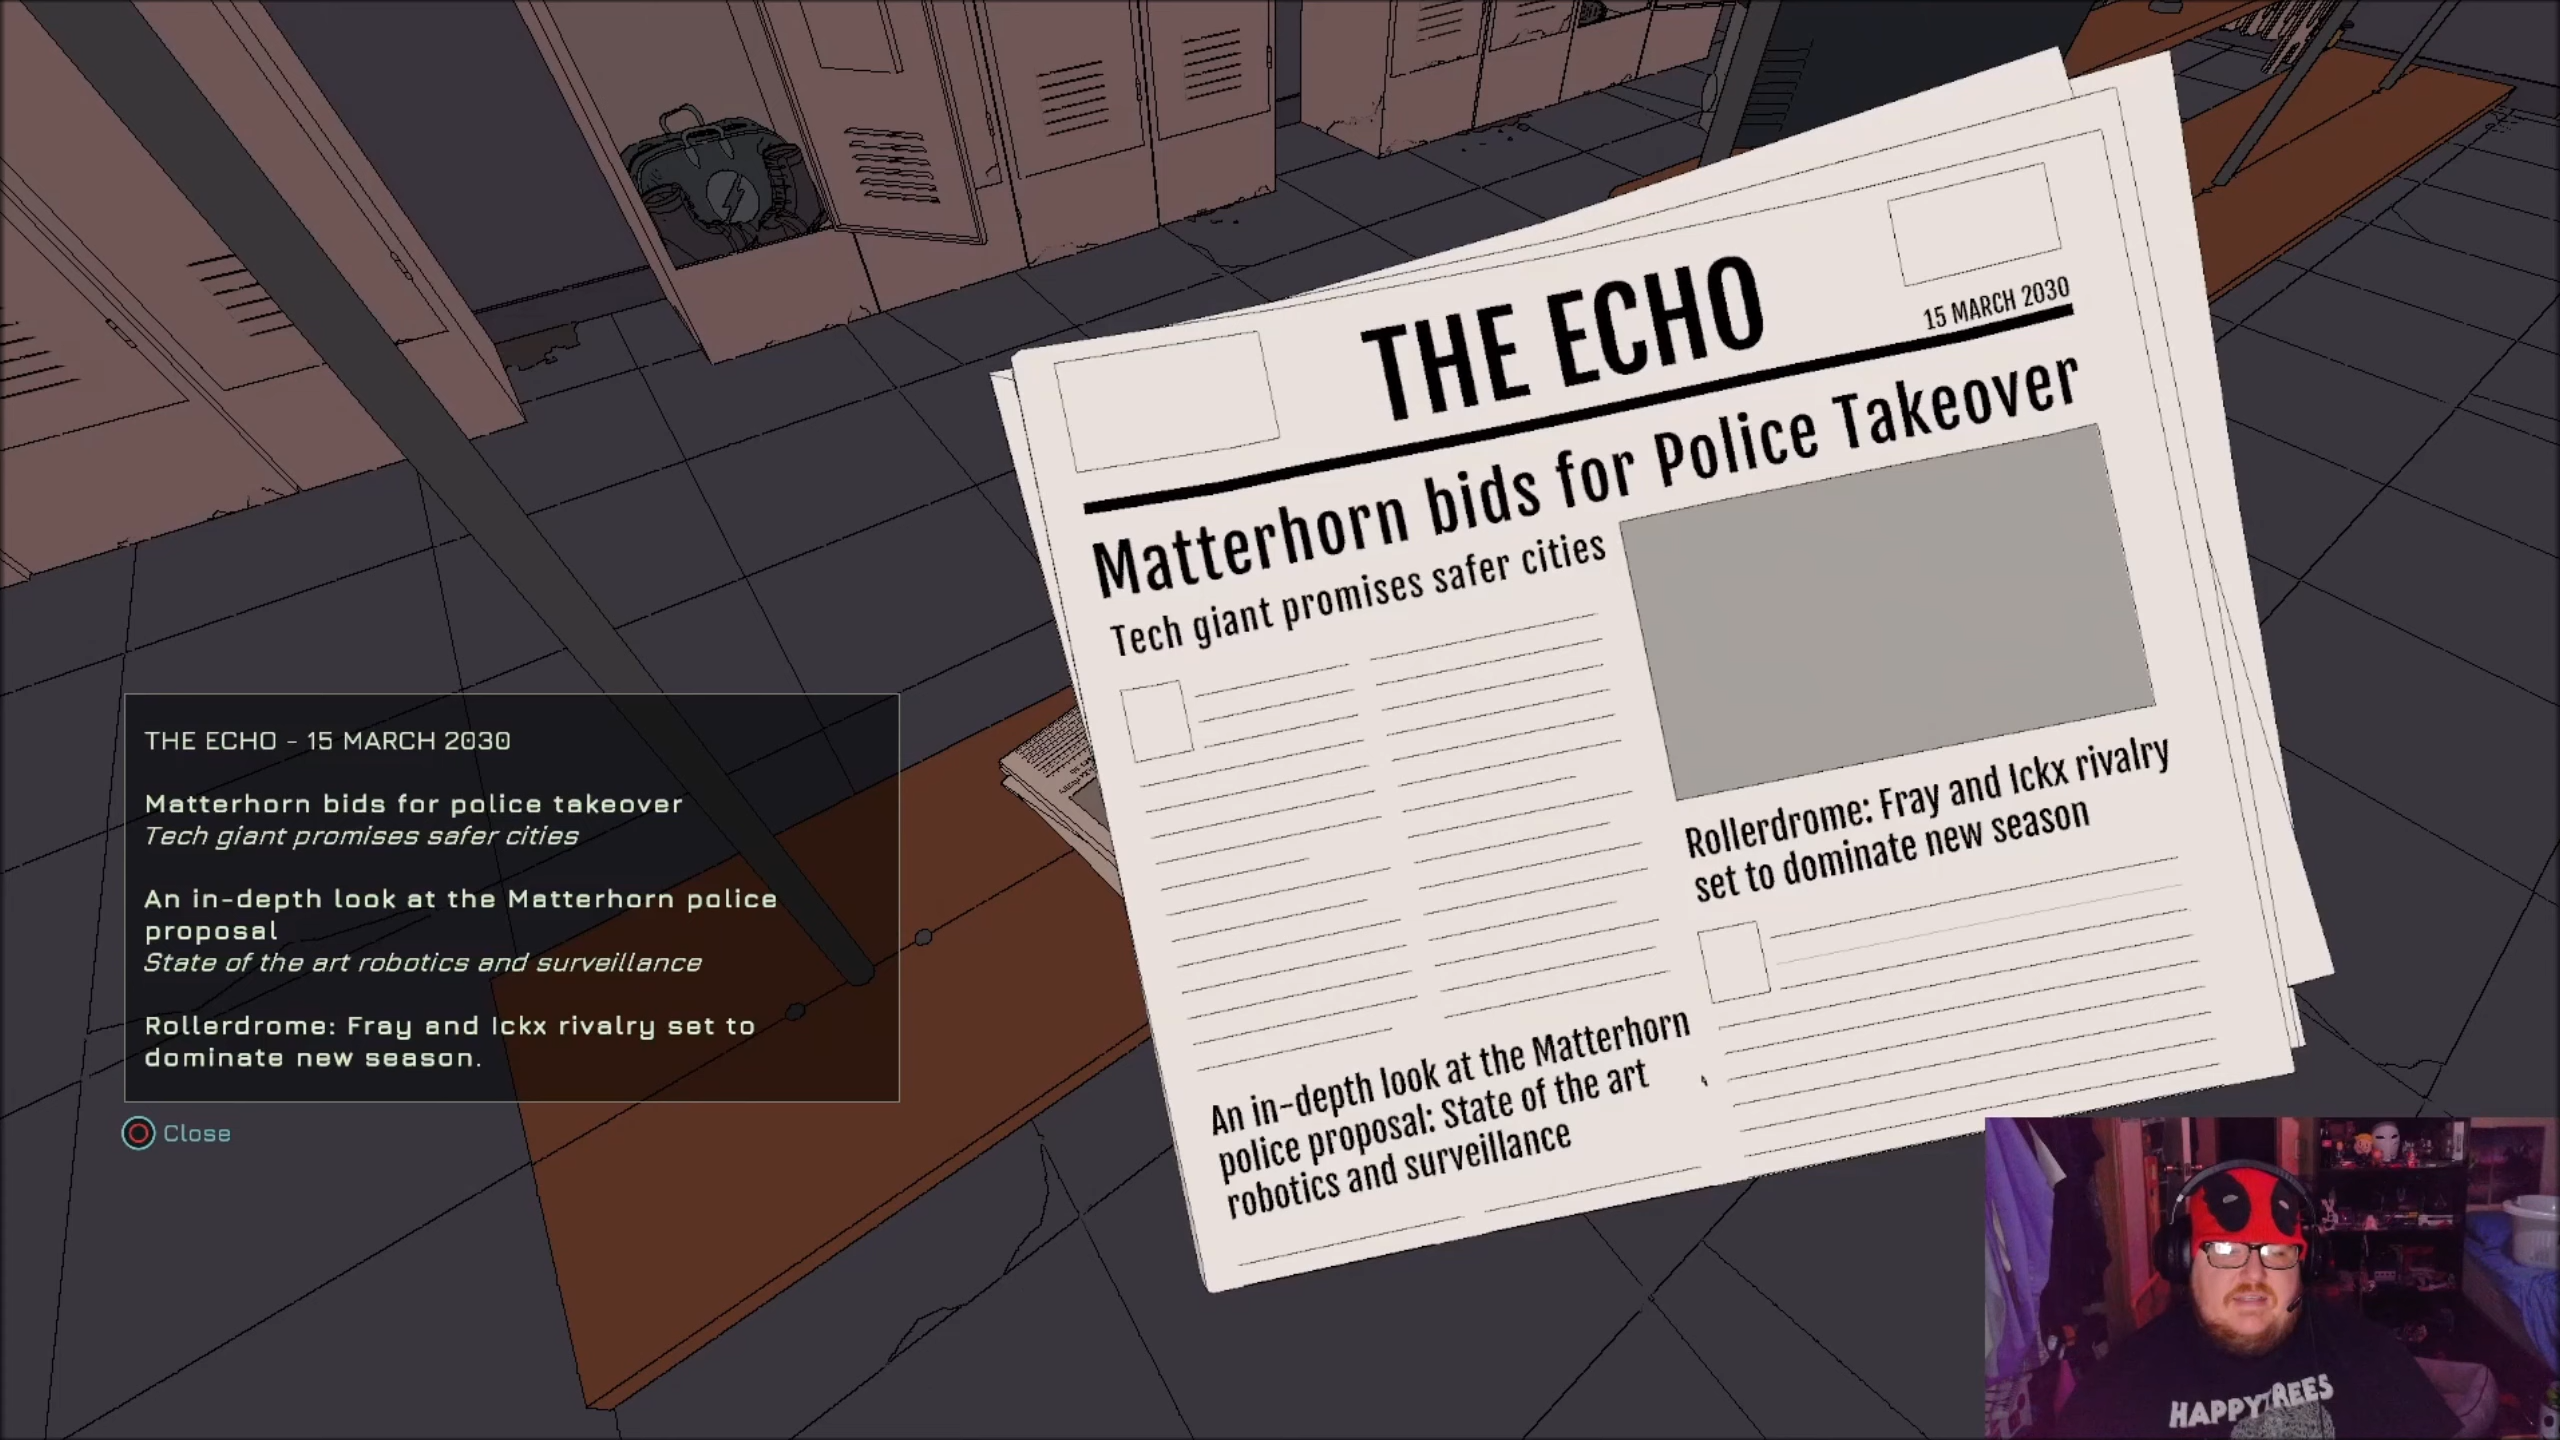 THE ECHO
15 MARCH 2030
Matterhorn bids for Police Takeover
Tech giant promises safer cities
Rollerdrome: Fray and Ickx rivalry
set to dominate new season
An in-depth look at the Matterhorn
police proposal: State of the art
robotics and surveillance
THE ECHO - 15 MARCH 2030
Matterhorn bids for police takeover
Tech giant promises safer cities
An in-depth look at the Matterhorn police
proposal
State of the art robotics and surveillance
Rollerdrome: Fray and Ickx rivalry set to
dominate new season.
Close
HAPPY TREES